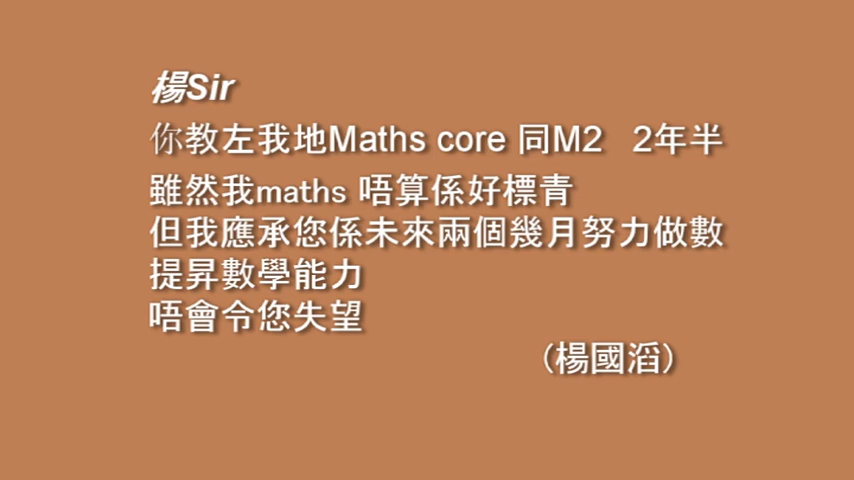 楊Sir
你教左我地Maths core 同M2 2年半
雖然我maths 唔算係好標青
但我應承您係未來兩個幾月努力做數
提昇數學能力
唔會令您失望
(楊國滔)